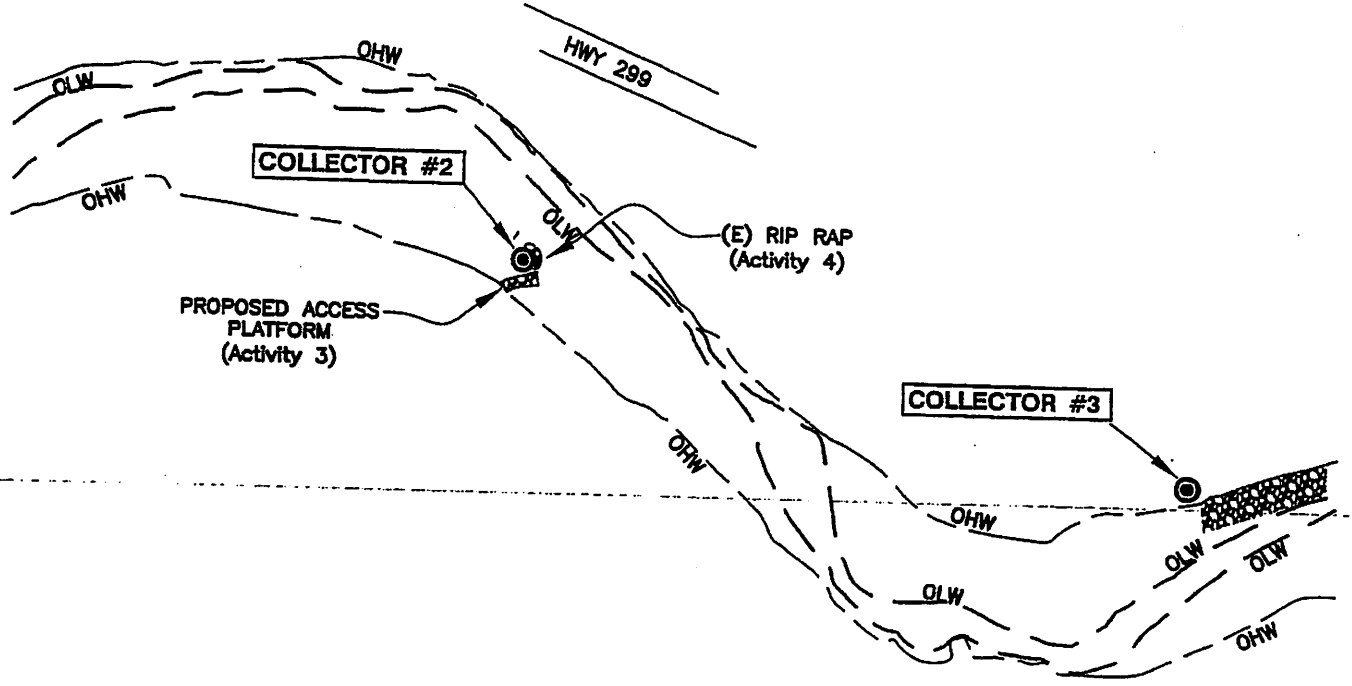 HWY 299
OHW
OLW
COLLECTOR #2
OHW
OLW
(E) RIP RAP
(Activity 4)
PROPOSED ACCESS
PLATFORM
(Activity 3)
COLLECTOR #3
OHW
OHW
OLW
OLW
OLW
OHW